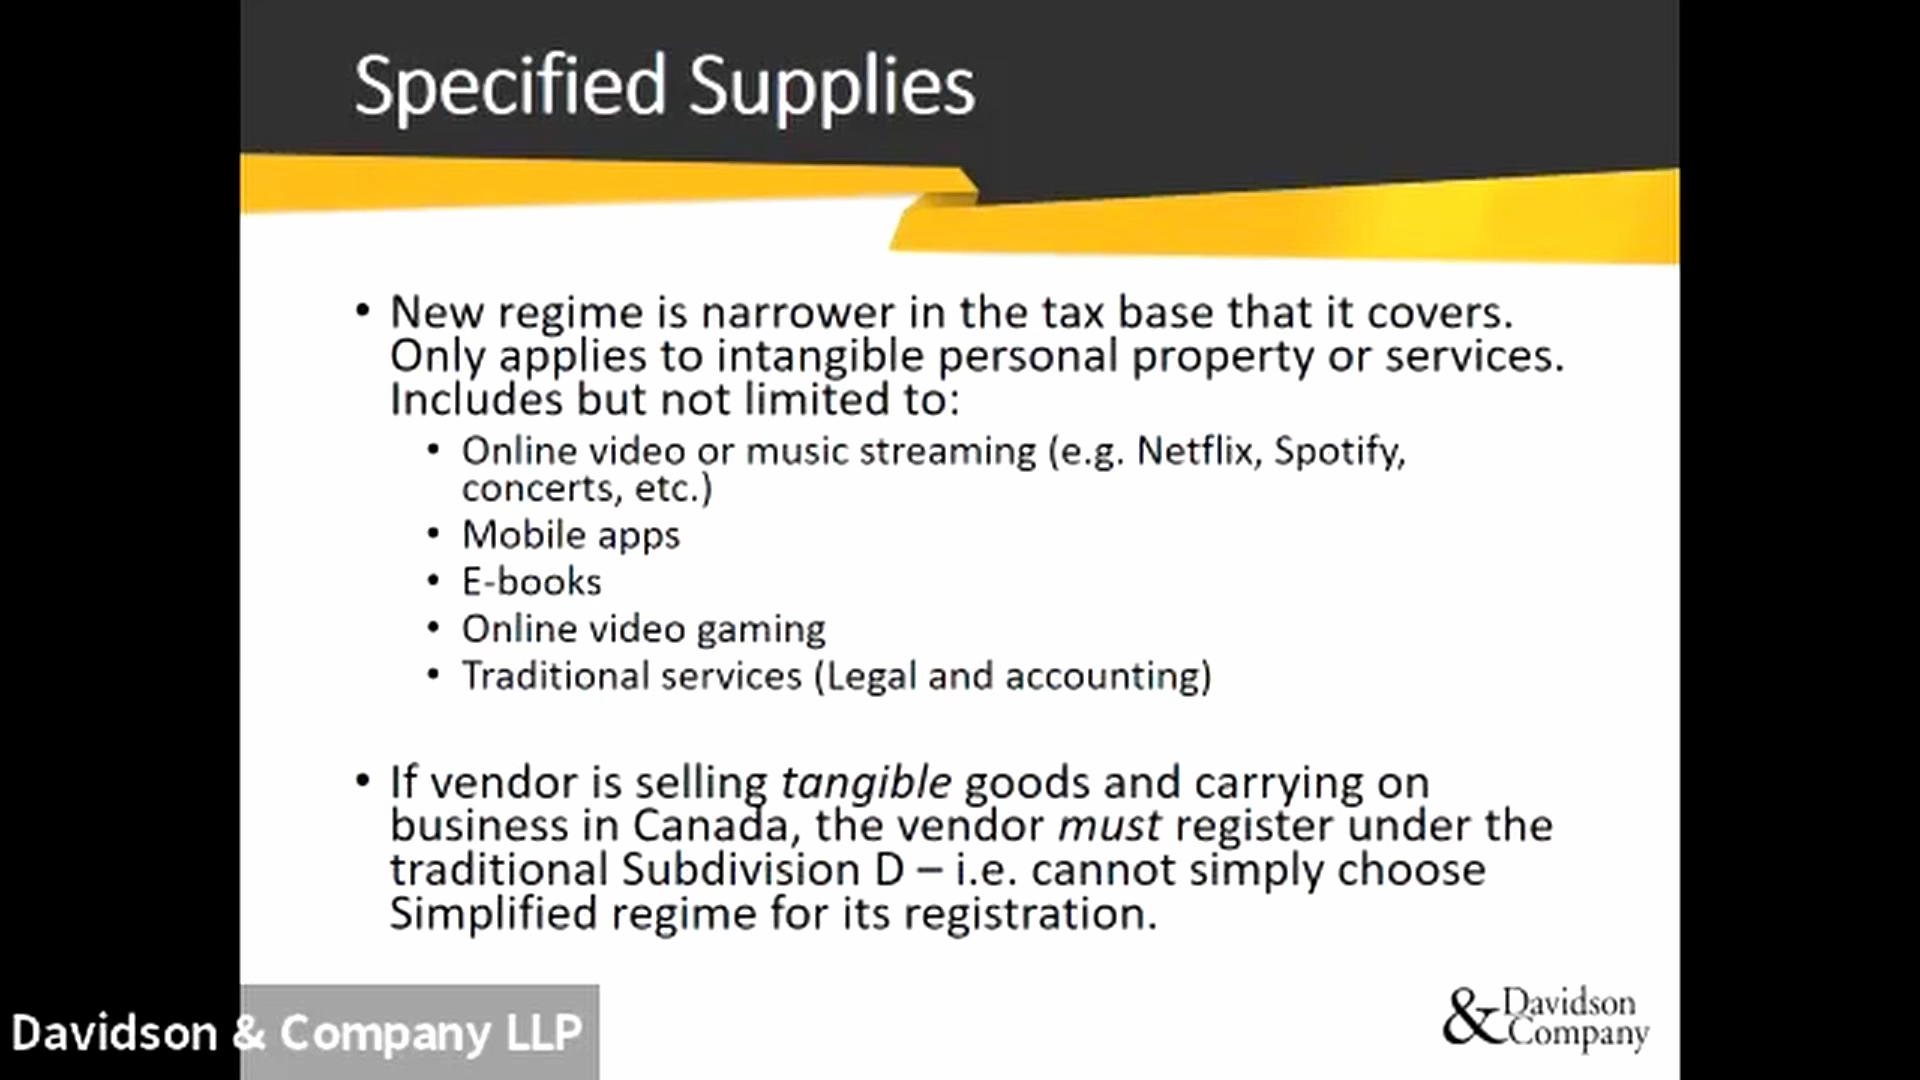 Specified Supplies
• New regime is narrower in the tax base that it covers.
Only applies to intangible personal property or services.
Includes but not limited to:
• Online video or music streaming (e.g. Netflix, Spotify,
concerts, etc.)
• Mobile apps
• E-books
• Online video gaming
• Traditional services (Legal and accounting)
• If vendor is selling tangible goods and carrying on
business in Canada, the vendor must register under the
traditional Subdivision D – i.e. cannot simply choose
Simplified regime for its registration.
Davidson & Company LLP
& Davidson
Company